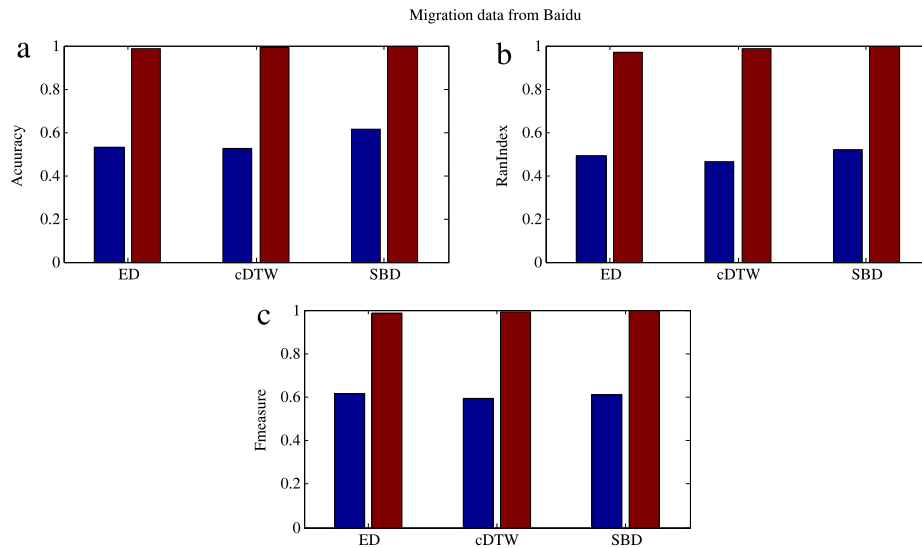 Migration data from Baidu
a
1
0.8
0.6
0.4
0.2
0
Acuuracy
ED cDTW SBD
b
1
0.8
0.6
0.4
0.2
0
RanIndex
ED cDTW SBD
c
1
0.8
0.6
0.4
0.2
0
Fmeasure
ED cDTW SBD